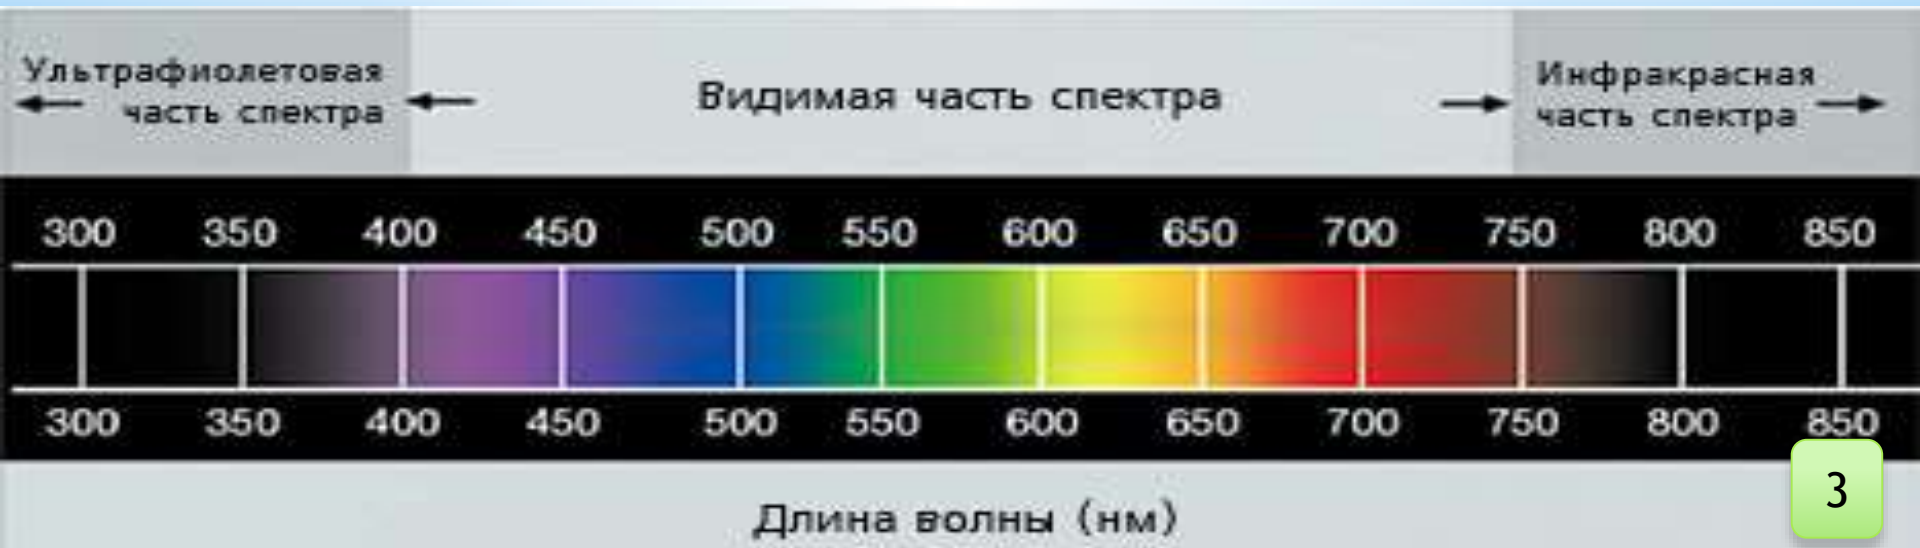 Ультрафиолетовая
часть спектра
Видимая часть спектра
Инфракрасная
часть спектра
300 350 400 450 500 550 600 650 700 750 800 850
300 350 400 450 500 550 600 650 700 750 800 850
Длина волны (нм)
3